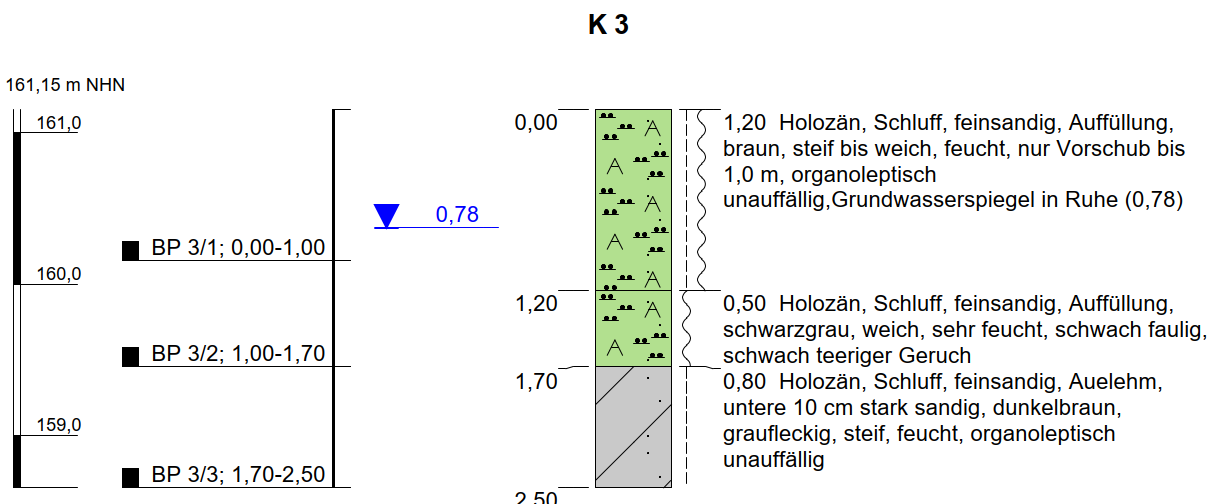 K 3
161,15 m NHN
161,0
160,0
159,0
BP 3/1; 0,00-1,00
BP 3/2; 1,00-1,70
BP 3/3; 1,70-2,50
0,78
0,00
1,20 Holozän, Schluff, feinsandig, Auffüllung,
braun, steif bis weich, feucht, nur Vorschub bis
1,0 m, organoleptisch
unauffällig,Grundwasserspiegel in Ruhe (0,78)
1,20
0,50 Holozän, Schluff, feinsandig, Auffüllung,
schwarzgrau, weich, sehr feucht, schwach faulig,
schwach teeriger Geruch
1,70
0,80 Holozän, Schluff, feinsandig, Auelehm,
untere 10 cm stark sandig, dunkelbraun,
graufleckig, steif, feucht, organoleptisch
unauffällig
2,50